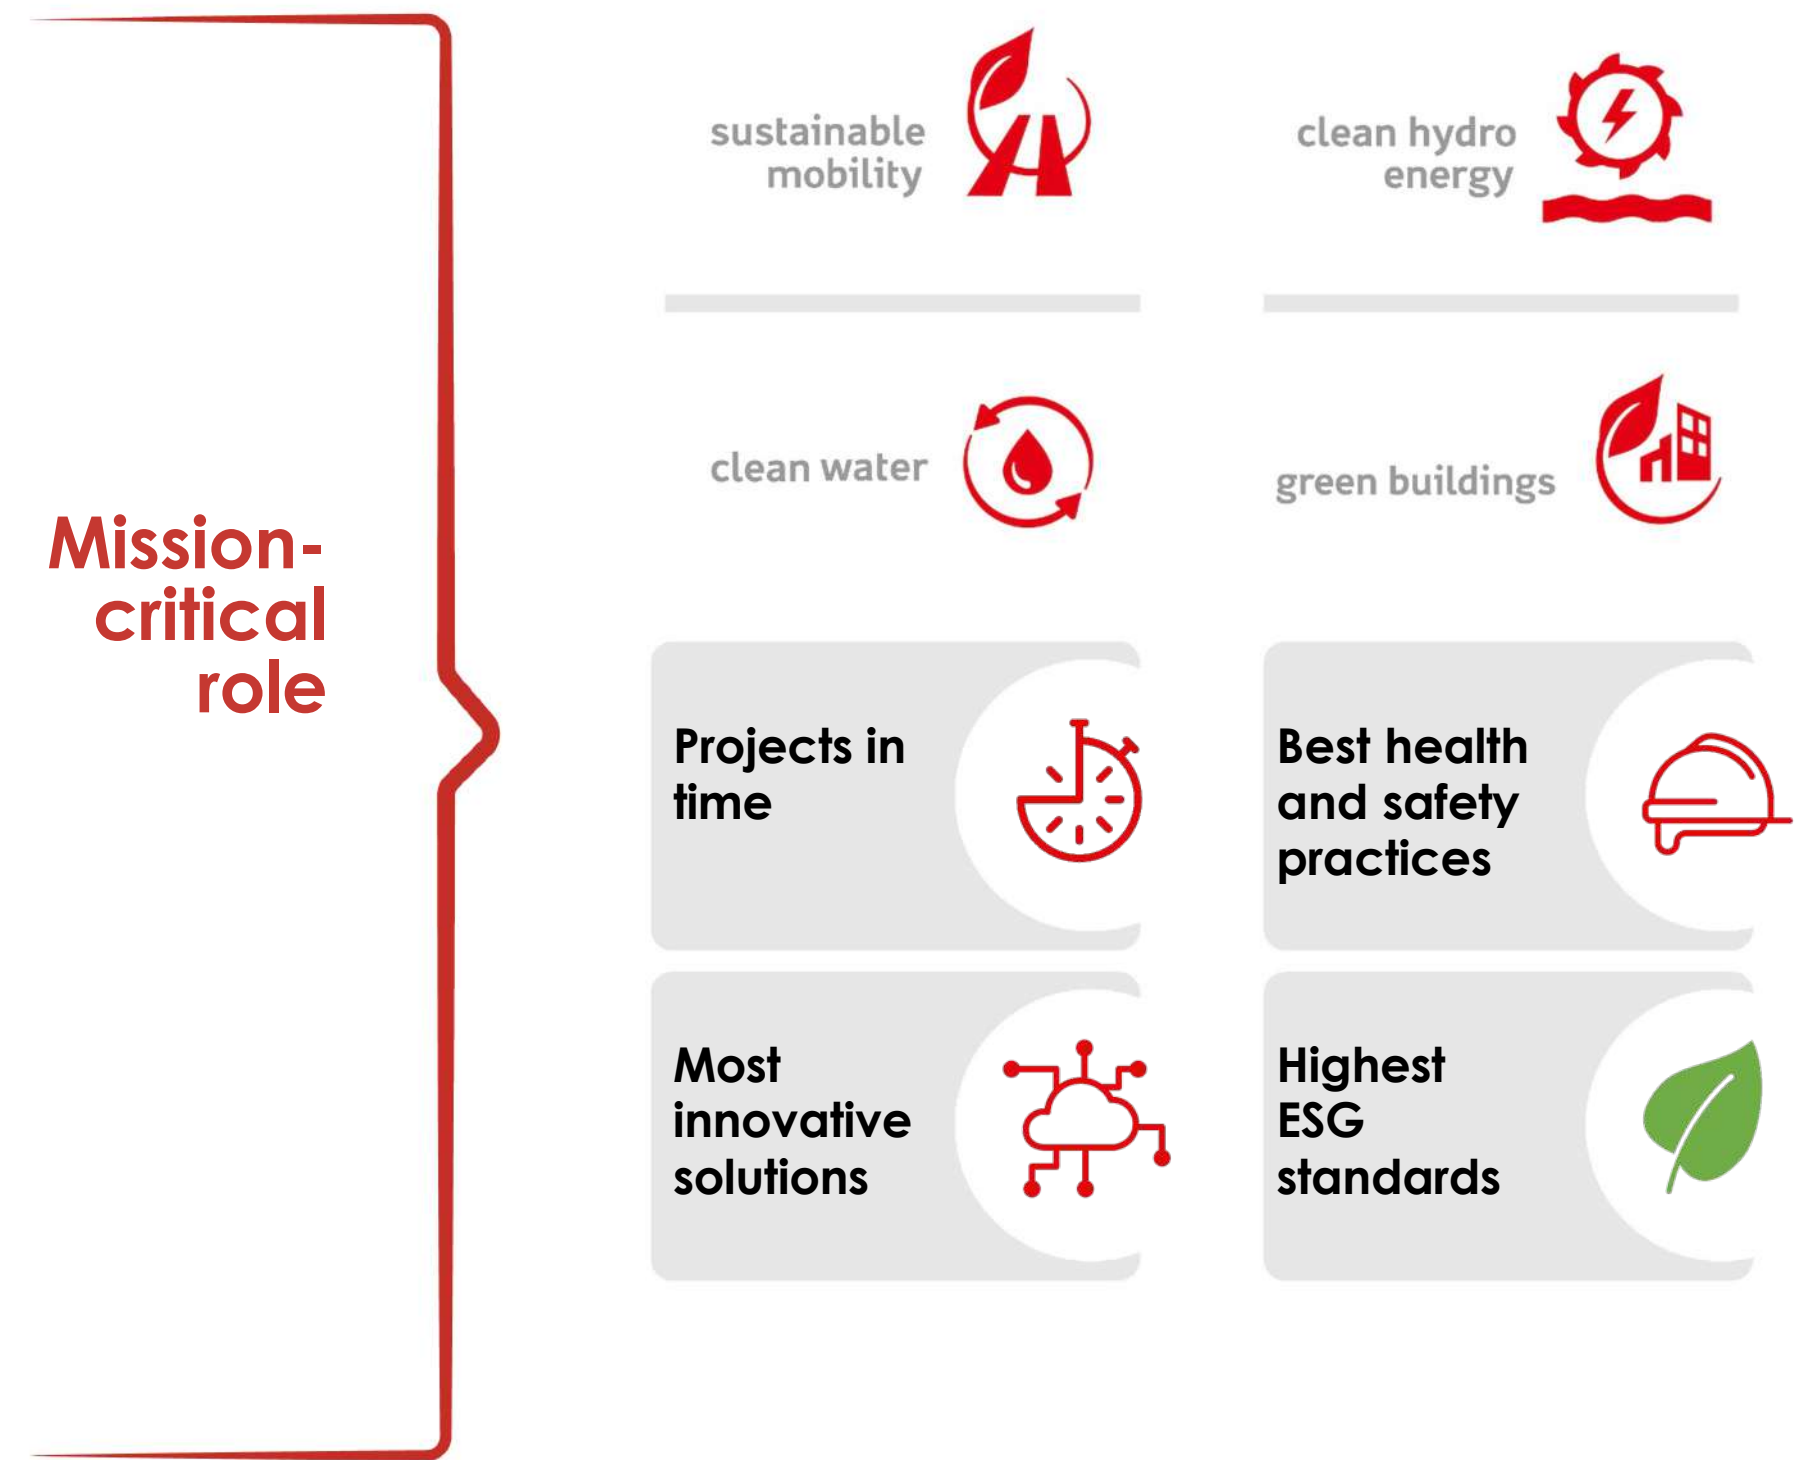 Mission-
critical
role
sustainable
mobility
clean hydro
energy
clean water
green buildings
Projects in
time
Best health
and safety
practices
Most
innovative
solutions
Highest
ESG
standards